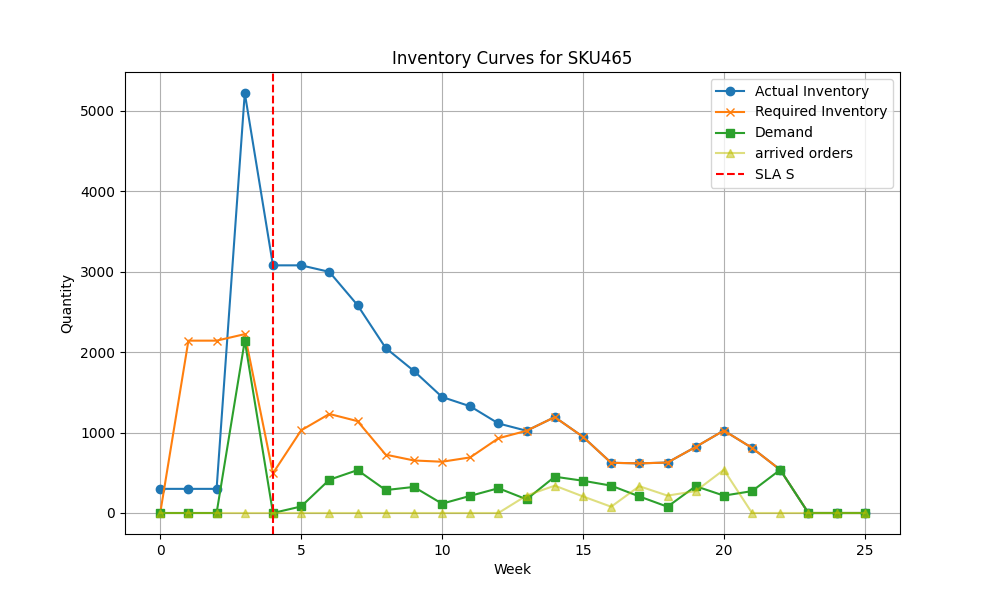 Inventory Curves for SKU465
Actual Inventory
Required Inventory
Demand
arrived orders
SLA S
Quantity
5000
4000
3000
2000
1000
0
0 5 10 15 20 25
Week